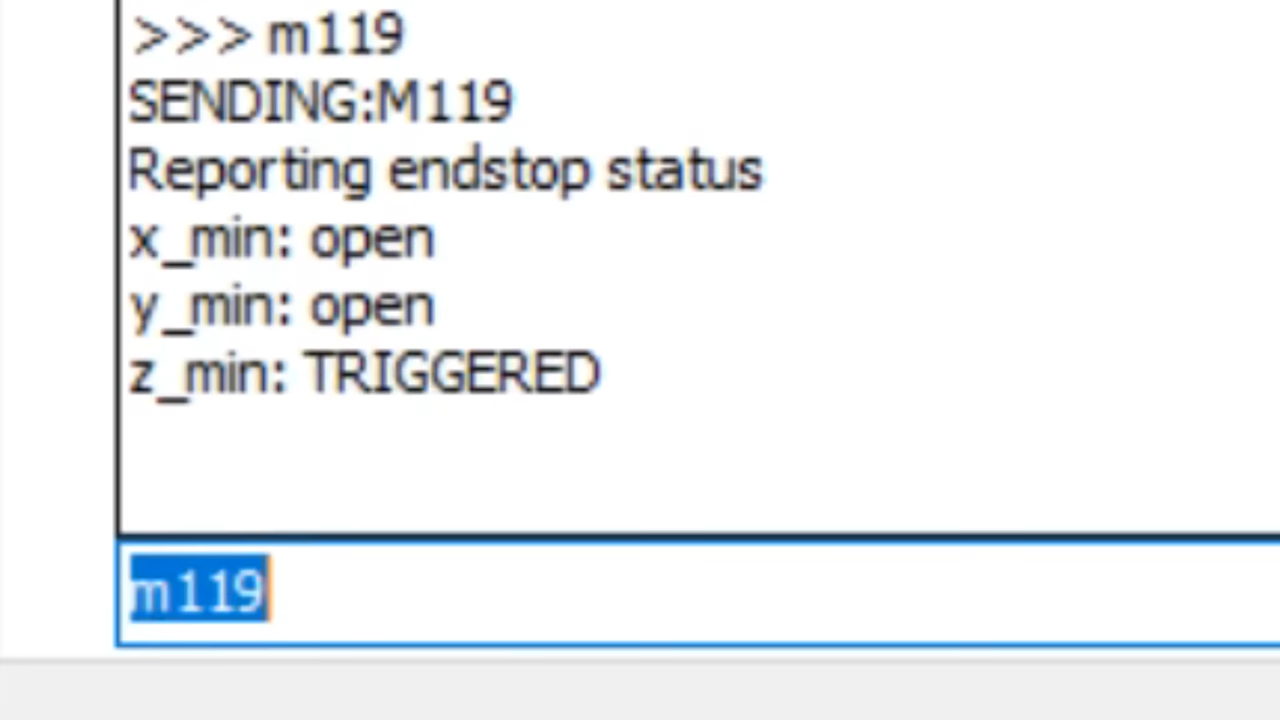 >>> m119
SENDING:M119
Reporting endstop status
x_min: open
y_min: open
z_min: TRIGGERED
m119